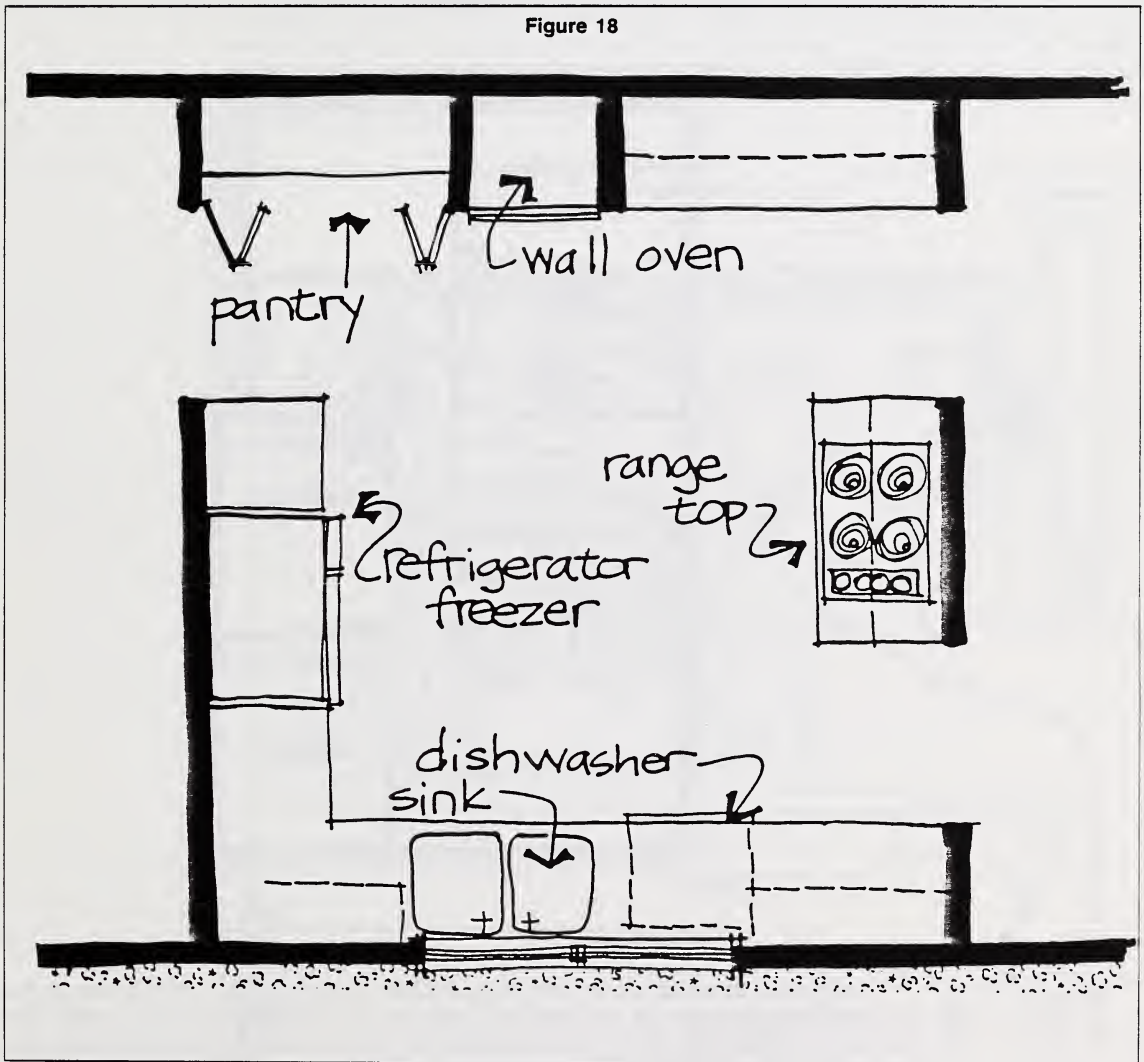 Figure 18
wall oven
pantry
range
top
refrigerator
freezer
dishwasher
sink